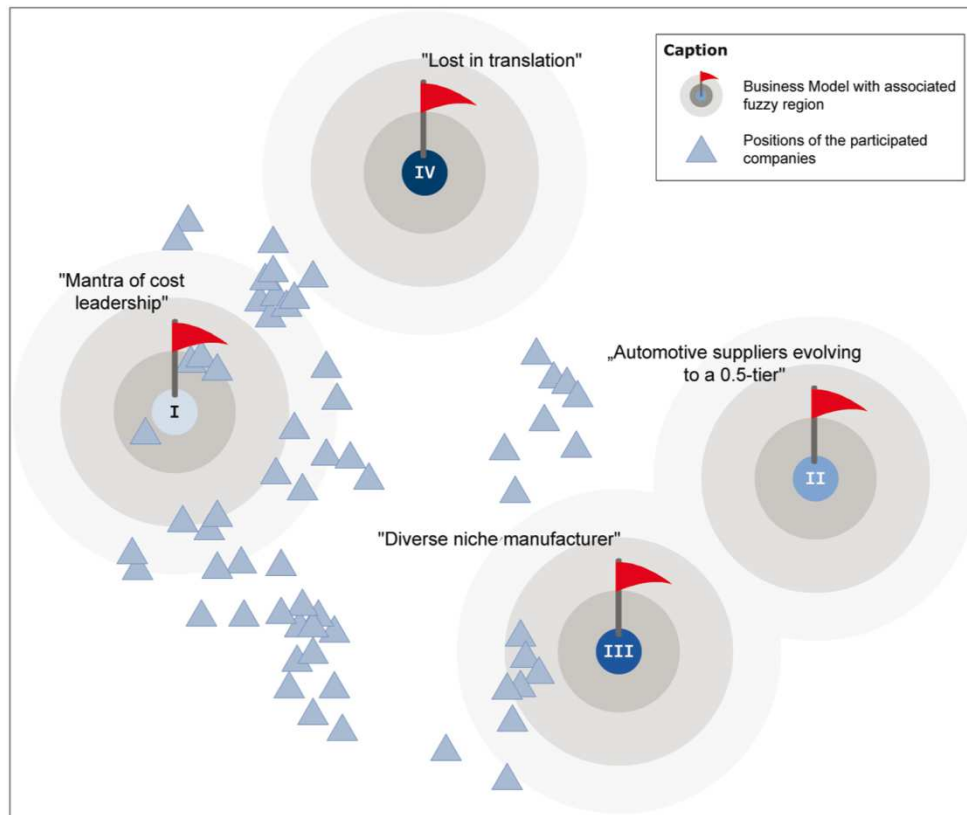 "Lost in translation"
IV
Caption
Business Model with associated
fuzzy region
Positions of the participated
companies
"Mantra of cost
leadership"
I
„Automotive suppliers evolving
to a 0.5-tier"
II
"Diverse niche manufacturer"
III